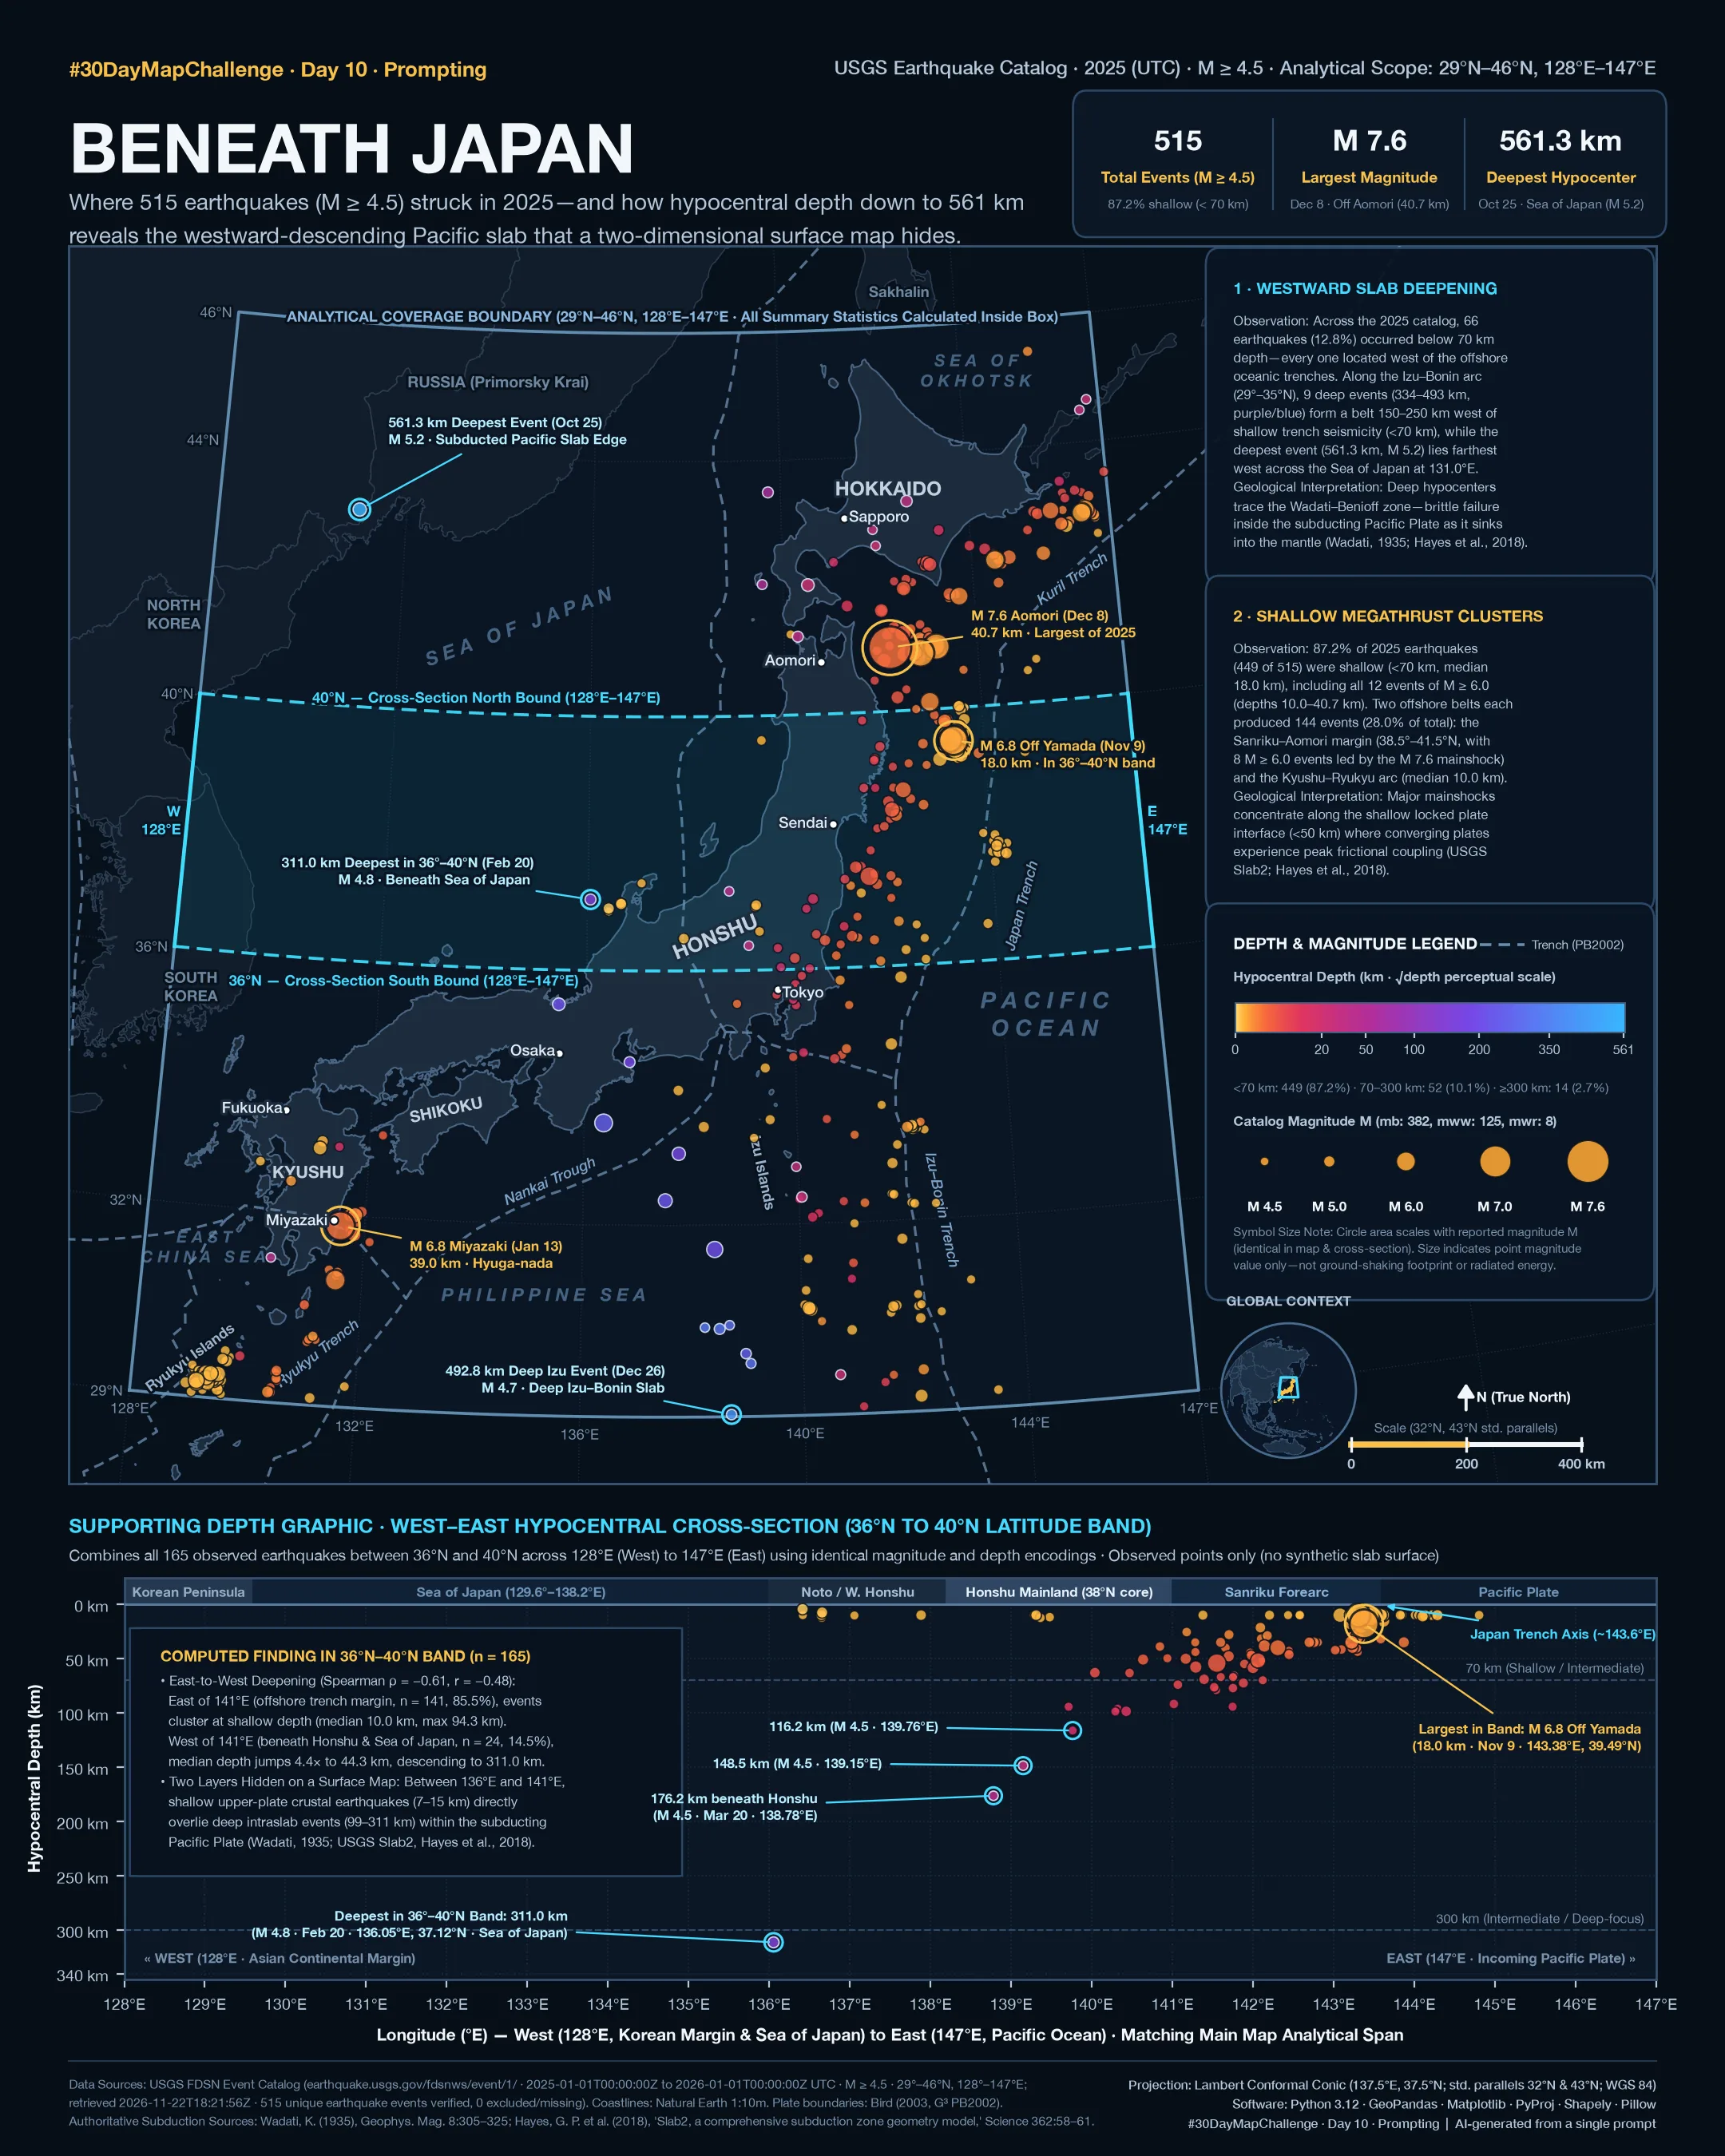 #30DayMapChallenge · Day 10 · Prompting
USGS Earthquake Catalog · 2025 (UTC) · M ≥ 4.5 · Analytical Scope: 29°N–46°N, 128°E–147°E
BENEATH JAPAN
Where 515 earthquakes (M ≥ 4.5) struck in 2025—and how hypocentral depth down to 561 km
reveals the westward-descending Pacific slab that a two-dimensional surface map hides.
515
Total Events (M ≥ 4.5)
87.2% shallow (< 70 km)
M 7.6
Largest Magnitude
Dec 8 · Off Aomori (40.7 km)
561.3 km
Deepest Hypocenter
Oct 25 · Sea of Japan (M 5.2)
Sakhalin
46°N
ANALYTICAL COVERAGE BOUNDARY (29°N–46°N, 128°E–147°E · All Summary Statistics Calculated Inside Box)
SEA OF
OKHOTSK
RUSSIA (Primorsky Krai)
561.3 km Deepest Event (Oct 25)
M 5.2 · Subducted Pacific Slab Edge
44°N
HOKKAIDO
Sapporo
Kuril Trench
NORTH
KOREA
SEA OF JAPAN
M 7.6 Aomori (Dec 8)
40.7 km · Largest of 2025
Aomori
40°N
40°N — Cross-Section North Bound (128°E–147°E)
M 6.8 Off Yamada (Nov 9)
18.0 km · In 36°–40°N band
W
128°E
E
147°E
Sendai
311.0 km Deepest in 36°–40°N (Feb 20)
M 4.8 · Beneath Sea of Japan
Japan Trench
HONSHU
36°N
36°N — Cross-Section South Bound (128°E–147°E)
SOUTH
KOREA
Tokyo
PACIFIC
OCEAN
Osaka
Fukuoka
SHIKOKU
KYUSHU
Izu Islands
Izu–Bonin Trench
Nankai Trough
32°N
Miyazaki
EAST
CHINA SEA
M 6.8 Miyazaki (Jan 13)
39.0 km · Hyuga-nada
PHILIPPINE SEA
Ryukyu Islands
Ryukyu Trench
492.8 km Deep Izu Event (Dec 26)
M 4.7 · Deep Izu–Bonin Slab
29°N
128°E
132°E
136°E
140°E
144°E
147°E
1 · WESTWARD SLAB DEEPENING
Observation: Across the 2025 catalog, 66
earthquakes (12.8%) occurred below 70 km
depth—every one located west of the offshore
oceanic trenches. Along the Izu–Bonin arc
(29°–35°N), 9 deep events (334–493 km,
purple/blue) form a belt 150–250 km west of
shallow trench seismicity (<70 km), while the
deepest event (561.3 km, M 5.2) lies farthest
west across the Sea of Japan at 131.0°E.
Geological Interpretation: Deep hypocenters
trace the Wadati–Benioff zone—brittle failure
inside the subducting Pacific Plate as it sinks
into the mantle (Wadati, 1935; Hayes et al., 2018).
2 · SHALLOW MEGATHRUST CLUSTERS
Observation: 87.2% of 2025 earthquakes
(449 of 515) were shallow (<70 km, median
18.0 km), including all 12 events of M ≥ 6.0
(depths 10.0–40.7 km). Two offshore belts each
produced 144 events (28.0% of total): the
Sanriku–Aomori margin (38.5°–41.5°N, with
8 M ≥ 6.0 events led by the M 7.6 mainshock)
and the Kyushu–Ryukyu arc (median 10.0 km).
Geological Interpretation: Major mainshocks
concentrate along the shallow locked plate
interface (<50 km) where converging plates
experience peak frictional coupling (USGS
Slab2; Hayes et al., 2018).
DEPTH & MAGNITUDE LEGEND
Trench (PB2002)
Hypocentral Depth (km · √depth perceptual scale)
0 20 50 100 200 350 561
<70 km: 449 (87.2%) · 70–300 km: 52 (10.1%) · ≥300 km: 14 (2.7%)
Catalog Magnitude M (mb: 382, mww: 125, mwr: 8)
M 4.5 M 5.0 M 6.0 M 7.0 M 7.6
Symbol Size Note: Circle area scales with reported magnitude M
(identical in map & cross-section). Size indicates point magnitude
value only—not ground-shaking footprint or radiated energy.
GLOBAL CONTEXT
N (True North)
Scale (32°N, 43°N std. parallels)
0 200 400 km
SUPPORTING DEPTH GRAPHIC · WEST–EAST HYPOCENTRAL CROSS-SECTION (36°N TO 40°N LATITUDE BAND)
Combines all 165 observed earthquakes between 36°N and 40°N across 128°E (West) to 147°E (East) using identical magnitude and depth encodings · Observed points only (no synthetic slab surface)
Korean Peninsula
Sea of Japan (129.6°–138.2°E)
Noto / W. Honshu
Honshu Mainland (38°N core)
Sanriku Forearc
Pacific Plate
Hypocentral Depth (km)
0 km
50 km
100 km
150 km
200 km
250 km
300 km
340 km
COMPUTED FINDING IN 36°N–40°N BAND (n = 165)
• East-to-West Deepening (Spearman ρ = −0.61, r = −0.48):
East of 141°E (offshore trench margin, n = 141, 85.5%), events
cluster at shallow depth (median 10.0 km, max 94.3 km).
West of 141°E (beneath Honshu & Sea of Japan, n = 24, 14.5%),
median depth jumps 4.4× to 44.3 km, descending to 311.0 km.
• Two Layers Hidden on a Surface Map: Between 136°E and 141°E,
shallow upper-plate crustal earthquakes (7–15 km) directly
overlie deep intraslab events (99–311 km) within the subducting
Pacific Plate (Wadati, 1935; USGS Slab2, Hayes et al., 2018).
Japan Trench Axis (~143.6°E)
70 km (Shallow / Intermediate)
116.2 km (M 4.5 · 139.76°E)
Largest in Band: M 6.8 Off Yamada
(18.0 km · Nov 9 · 143.38°E, 39.49°N)
148.5 km (M 4.5 · 139.15°E)
176.2 km beneath Honshu
(M 4.5 · Mar 20 · 138.78°E)
Deepest in 36°–40°N Band: 311.0 km
(M 4.8 · Feb 20 · 136.05°E, 37.12°N · Sea of Japan)
300 km (Intermediate / Deep-focus)
« WEST (128°E · Asian Continental Margin)
EAST (147°E · Incoming Pacific Plate) »
128°E 129°E 130°E 131°E 132°E 133°E 134°E 135°E 136°E 137°E 138°E 139°E 140°E 141°E 142°E 143°E 144°E 145°E 146°E 147°E
Longitude (°E) — West (128°E, Korean Margin & Sea of Japan) to East (147°E, Pacific Ocean) · Matching Main Map Analytical Span
Data Sources: USGS FDSN Event Catalog (earthquake.usgs.gov/fdsnws/event/1/ · 2025-01-01T00:00:00Z to 2026-01-01T00:00:00Z UTC · M ≥ 4.5 · 29°–46°N, 128°–147°E;
retrieved 2026-11-22T18:21:56Z · 515 unique earthquake events verified, 0 excluded/missing). Coastlines: Natural Earth 1:10m. Plate boundaries: Bird (2003, G³ PB2002).
Authoritative Subduction Sources: Wadati, K. (1935), Geophys. Mag. 8:305–325; Hayes, G. P. et al. (2018), 'Slab2, a comprehensive subduction zone geometry model,' Science 362:58–61.
Projection: Lambert Conformal Conic (137.5°E, 37.5°N; std. parallels 32°N & 43°N; WGS 84)
Software: Python 3.12 · GeoPandas · Matplotlib · PyProj · Shapely · Pillow
#30DayMapChallenge · Day 10 · Prompting | AI-generated from a single prompt